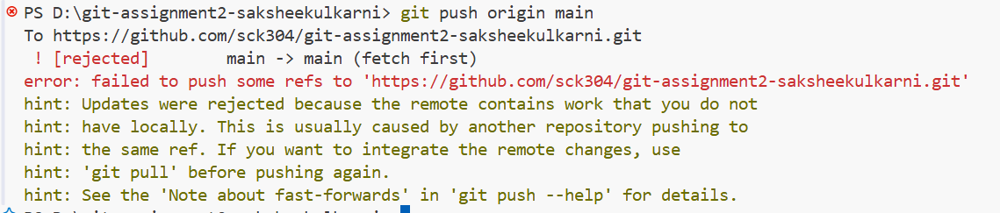 PS D:\git-assignment2-saksheekulkarni> git push origin main
To https://github.com/sck304/git-assignment2-saksheekulkarni.git
 ! [rejected]        main -> main (fetch first)
error: failed to push some refs to 'https://github.com/sck304/git-assignment2-saksheekulkarni.git'
hint: Updates were rejected because the remote contains work that you do not
hint: have locally. This is usually caused by another repository pushing to
hint: the same ref. If you want to integrate the remote changes, use
hint: 'git pull' before pushing again.
hint: See the 'Note about fast-forwards' in 'git push --help' for details.